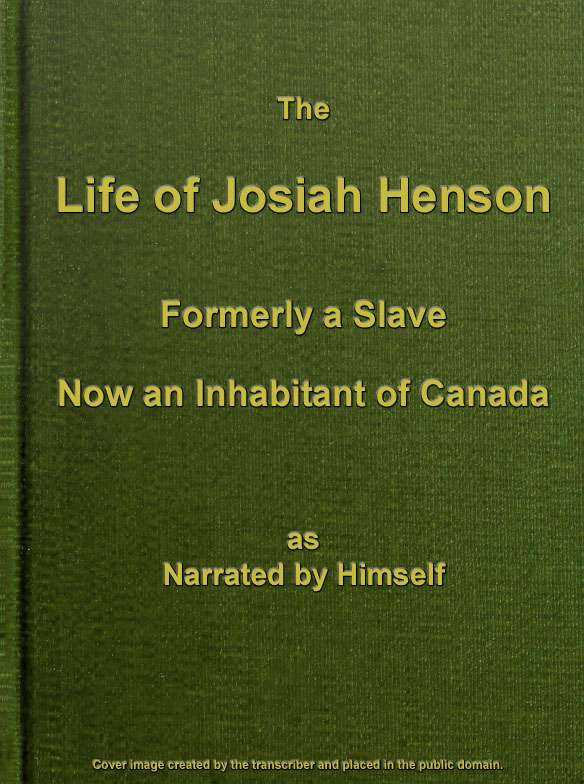 The
Life of Josiah Henson
Formerly a Slave
Now an Inhabitant of Canada
as
Narrated by Himself
Cover image created by the transcriber and placed in the public domain.